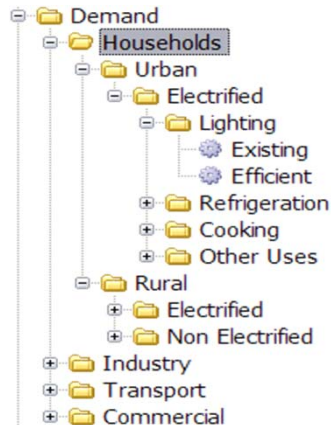 Demand
Households
Urban
Electrified
Lighting
Existing
Efficient
Refrigeration
Cooking
Other Uses
Rural
Electrified
Non Electrified
Industry
Transport
Commercial